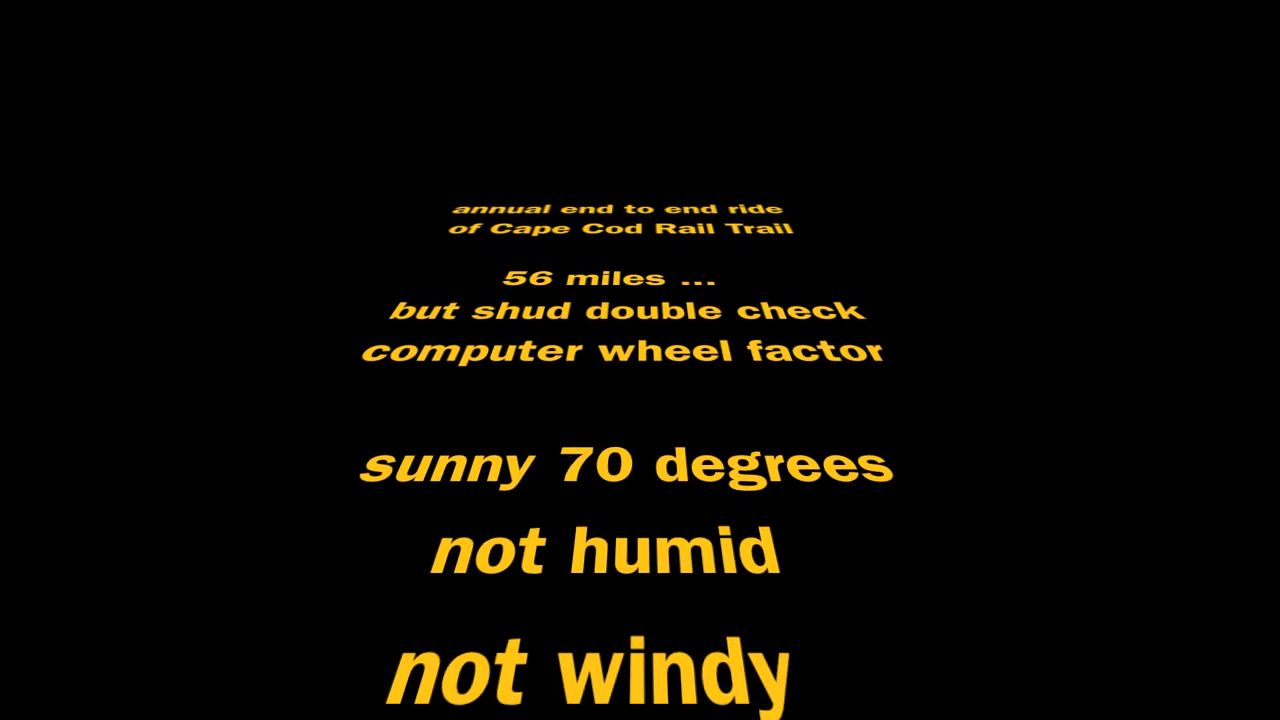 annual end to end ride
of Cape Cod Rail Trail
56 miles ...
but shud double check
computer wheel factor
sunny 70 degrees
not humid
not windy